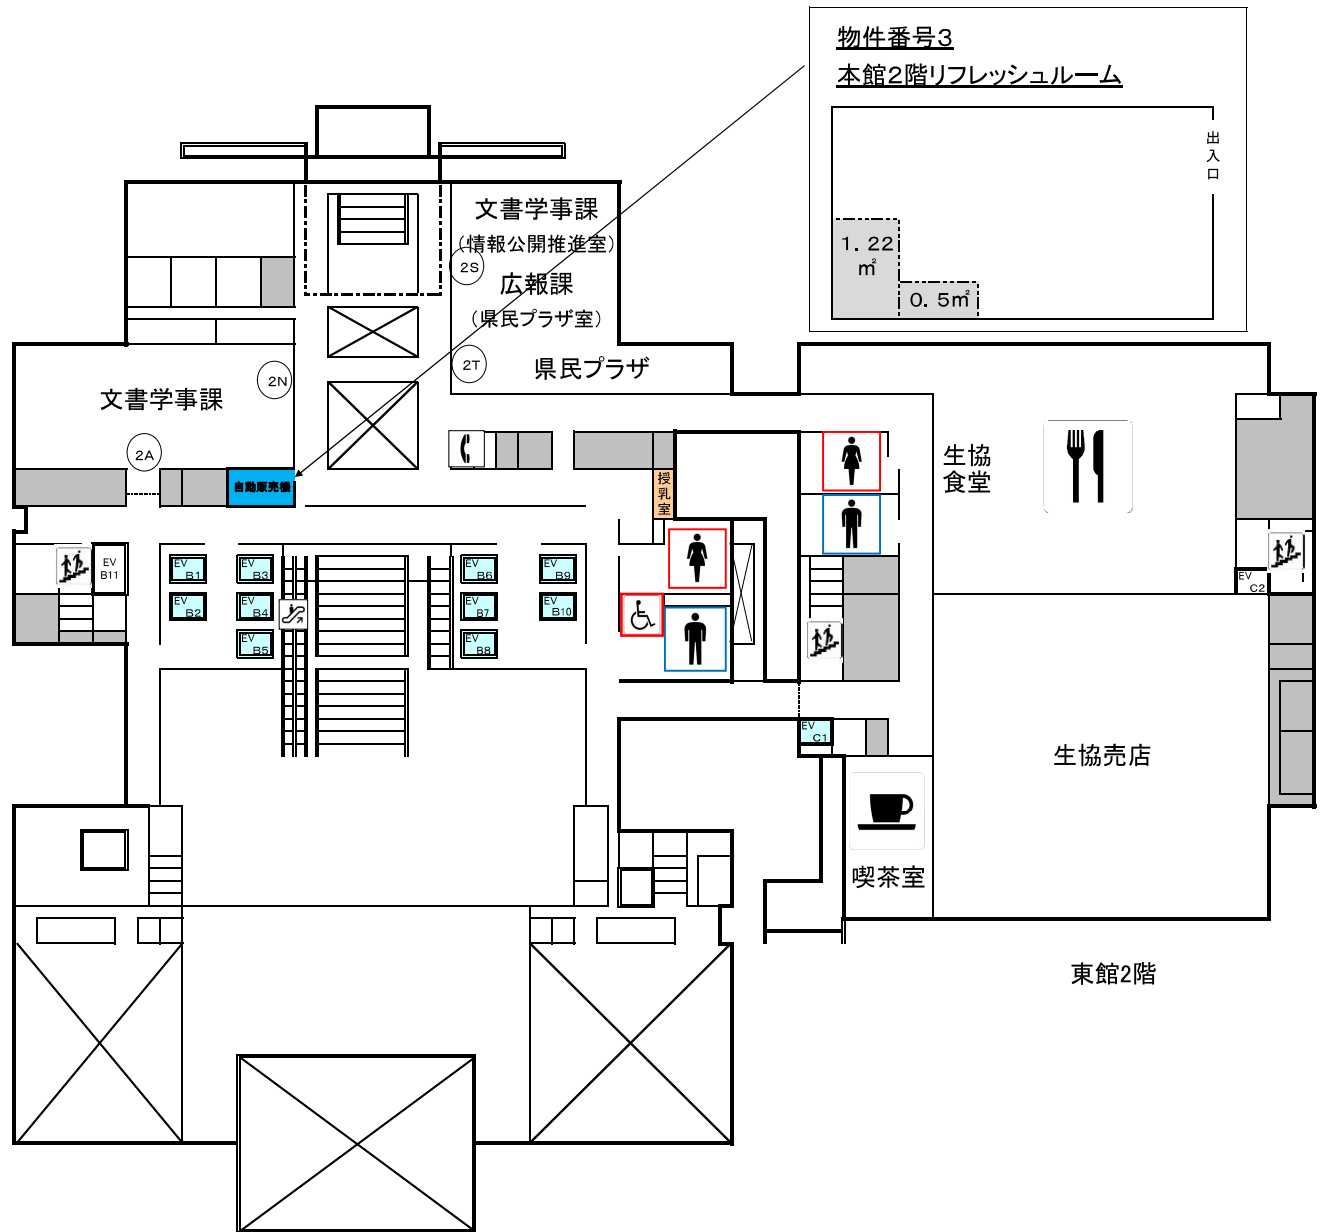 物件番号3
本館2階リフレッシュルーム
出入口
1.22
㎡
0.5㎡
文書学事課
(情報公開推進室)
2S
広報課
(県民プラザ室)
2T
県民プラザ
2N
文書学事課
2A
自動販売機
授乳室
生協
食堂
EV
B11
EV
B1
EV
B3
EV
B6
EV
B9
EV
B2
EV
B4
EV
B7
EV
B10
EV
B5
EV
B8
EV
C2
EV
C1
生協売店
喫茶室
東館2階